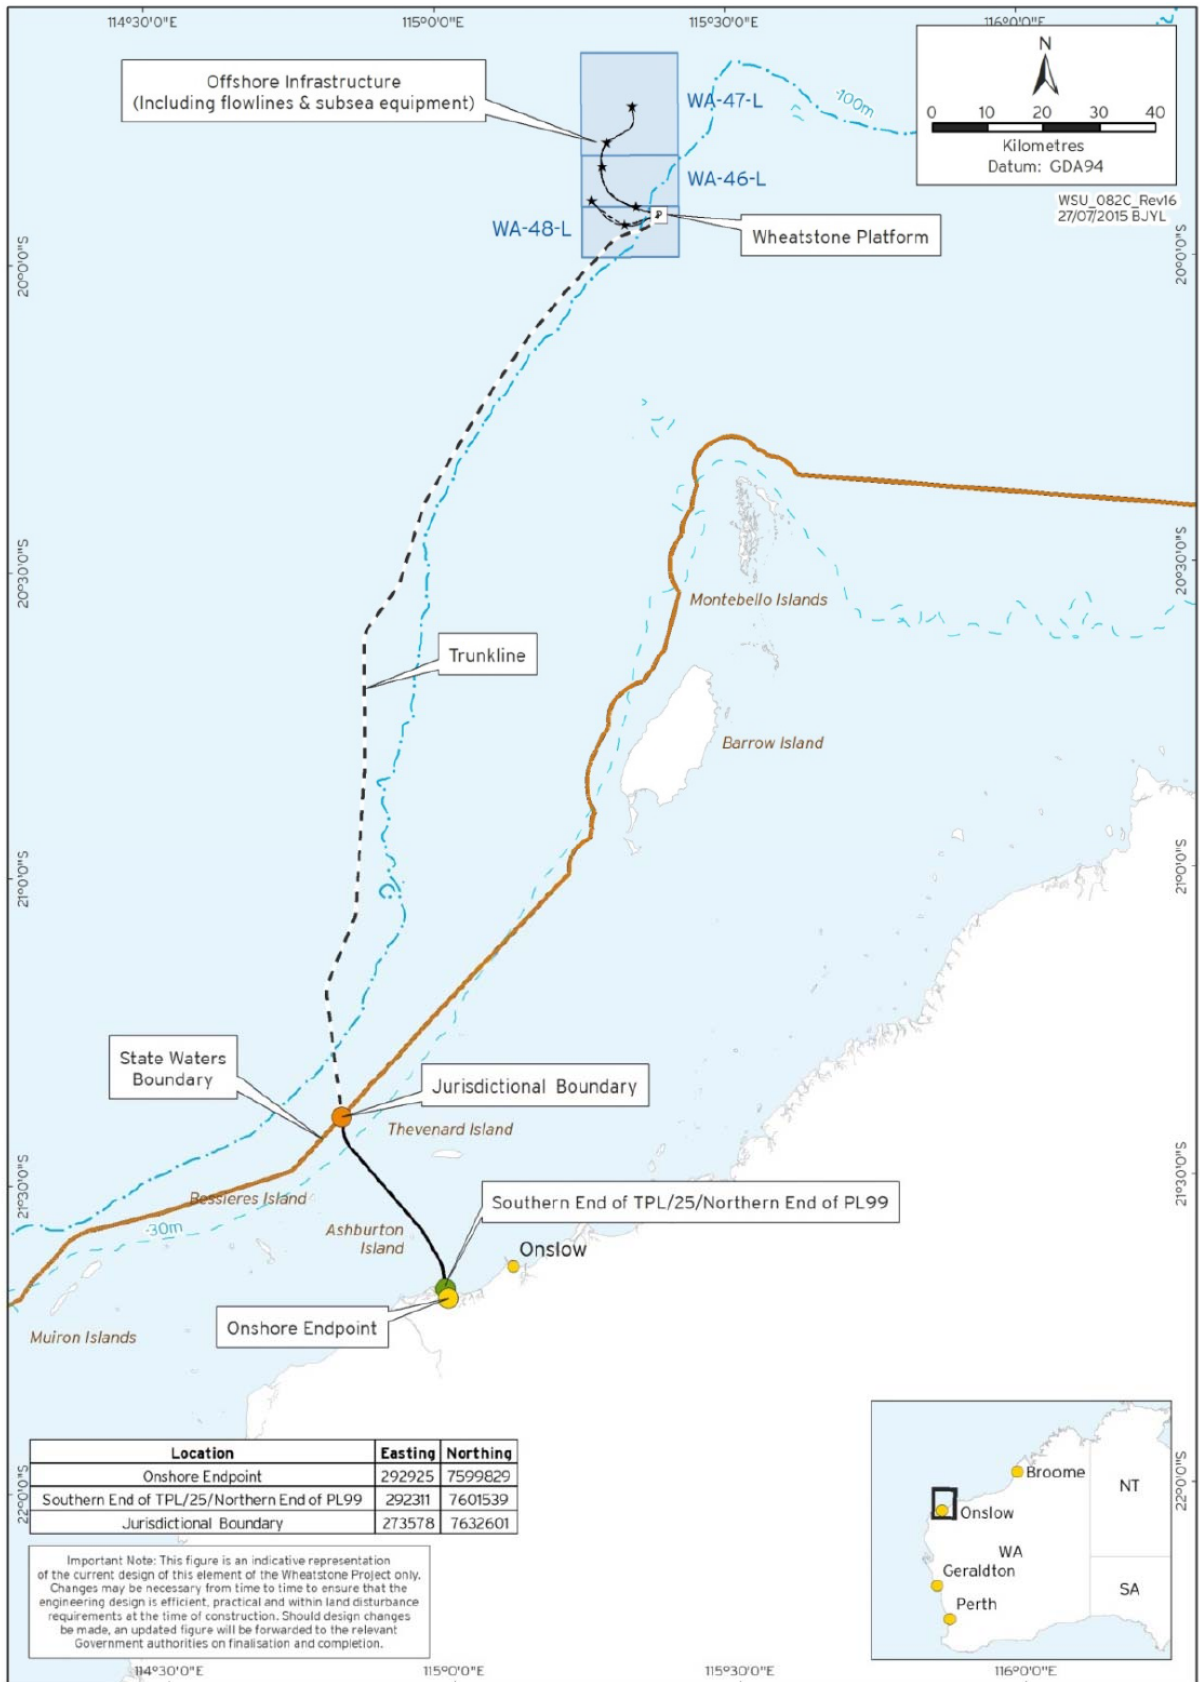 114°30'0"E
115°0'0"E
115°30'0"E
116°0'0"E
Offshore Infrastructure
(Including flowlines & subsea equipment)
WA-47-L
WA-46-L
WA-48-L
-100m
N
0 10 20 30 40
Kilometres
Datum: GDA94
WSU_082C_Rev16
27/07/2015 BJYL
Wheatstone Platform
20°0'0"S
20°0'0"S
20°30'0"S
20°30'0"S
Montebello Islands
Trunkline
Barrow Island
21°0'0"S
21°0'0"S
State Waters
Boundary
Jurisdictional Boundary
Thevenard Island
21°30'0"S
21°30'0"S
Bessieres Island
-30m
Southern End of TPL/25/Northern End of PL99
Ashburton
Island
Onslow
Onshore Endpoint
Muiron Islands
Location Easting Northing
Onshore Endpoint 292925 7599829
Southern End of TPL/25/Northern End of PL99 292311 7601539
Jurisdictional Boundary 273578 7632601
22°0'0"S
22°0'0"S
Important Note: This figure is an indicative representation
of the current design of this element of the Wheatstone Project only.
Changes may be necessary from time to time to ensure that the
engineering design is efficient, practical and within land disturbance
requirements at the time of construction. Should design changes
be made, an updated figure will be forwarded to the relevant
Government authorities on finalisation and completion.
Broome
NT
Onslow
WA
Geraldton
SA
Perth
114°30'0"E
115°0'0"E
115°30'0"E
116°0'0"E